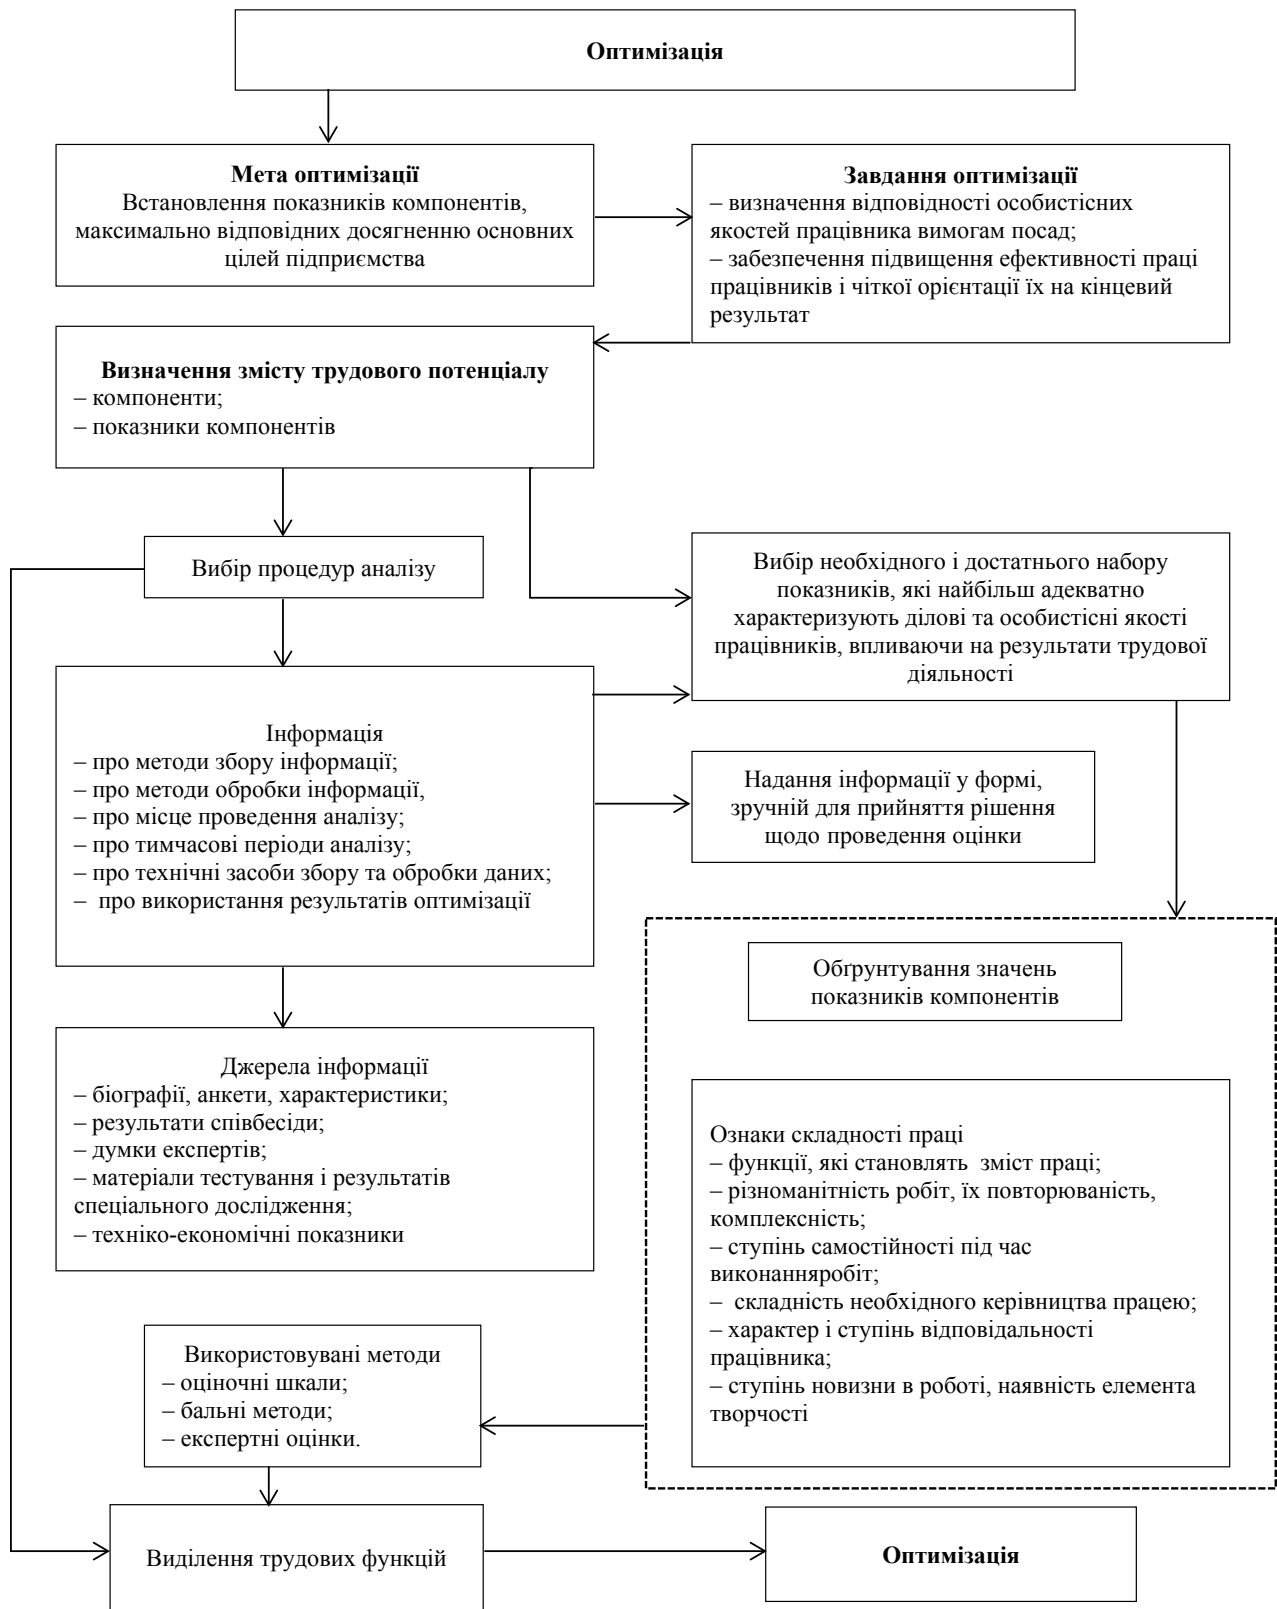 Оптимізація
Мета оптимізації
Встановлення показників компонентів,
максимально відповідних досягненню основних
цілей підприємства
Завдання оптимізації
– визначення відповідності особистісних
якостей працівника вимогам посад;
– забезпечення підвищення ефективності праці
працівників і чіткої орієнтації їх на кінцевий
результат
Визначення змісту трудового потенціалу
– компоненти;
– показники компонентів
Вибір процедур аналізу
Вибір необхідного і достатнього набору
показників, які найбільш адекватно
характеризують ділові та особистісні якості
працівників, впливаючи на результати трудової
діяльності
Інформація
– про методи збору інформації;
– про методи обробки інформації,
– про місце проведення аналізу;
– про тимчасові періоди аналізу;
– про технічні засоби збору та обробки даних;
– про використання результатів оптимізації
Надання інформації у формі,
зручній для прийняття рішення
щодо проведення оцінки
Обґрунтування значень
показників компонентів
Джерела інформації
– біографії, анкети, характеристики;
– результати співбесіди;
– думки експертів;
– матеріали тестування і результатів
спеціального дослідження;
– техніко-економічні показники
Ознаки складності праці
– функції, які становлять зміст праці;
– різноманітність робіт, їх повторюваність,
комплексність;
– ступінь самостійності під час
виконанняробіт;
– складність необхідного керівництва працею;
– характер і ступінь відповідальності
працівника;
– ступінь новизни в роботі, наявність елемента
творчості
Використовувані методи
– оціночні шкали;
– бальні методи;
– експертні оцінки.
Виділення трудових функцій
Оптимізація